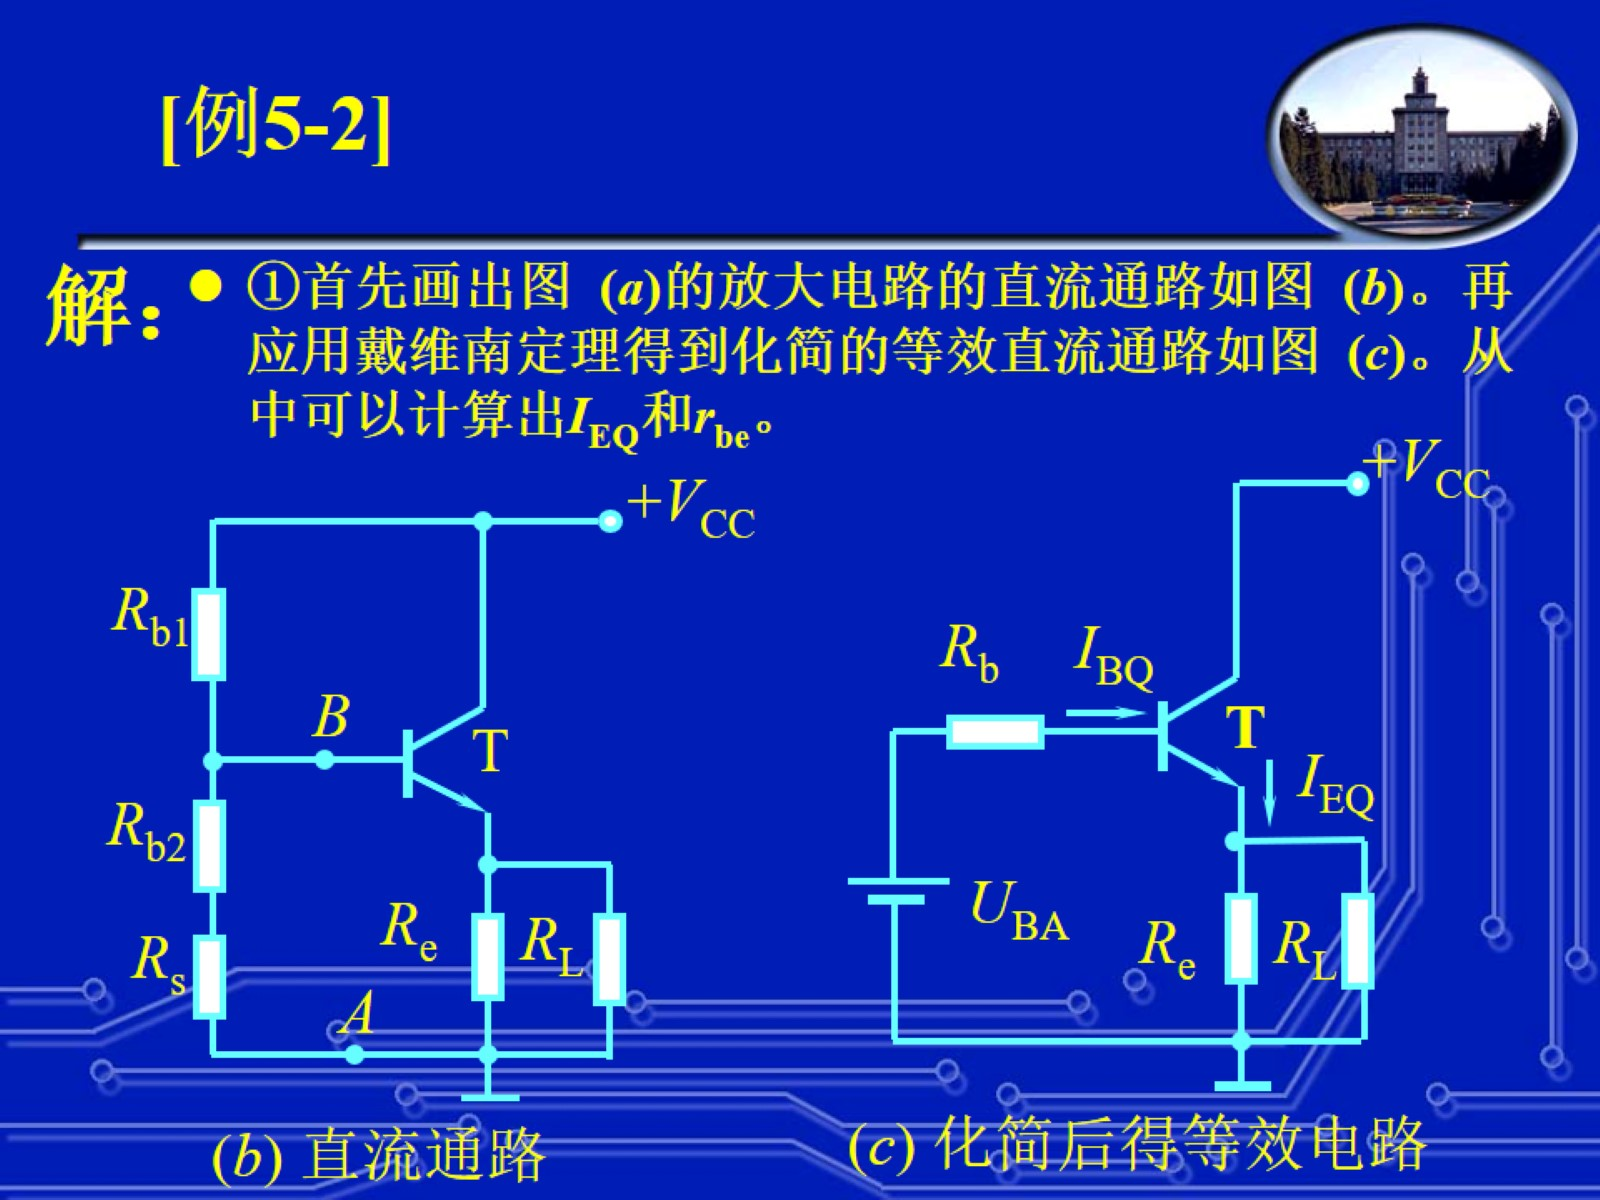 [例5-2]
解：
● ①首先画出图 (a)的放大电路的直流通路如图 (b)。再
应用戴维南定理得到化简的等效直流通路如图 (c)。从
中可以计算出IEQ和rbe。
+VCC
Rb1
B
T
Rb2
Re
RL
Rs
A
(b) 直流通路
+VCC
Rb
IBQ
T
IEQ
UBA
Re
RL
(c) 化简后得等效电路